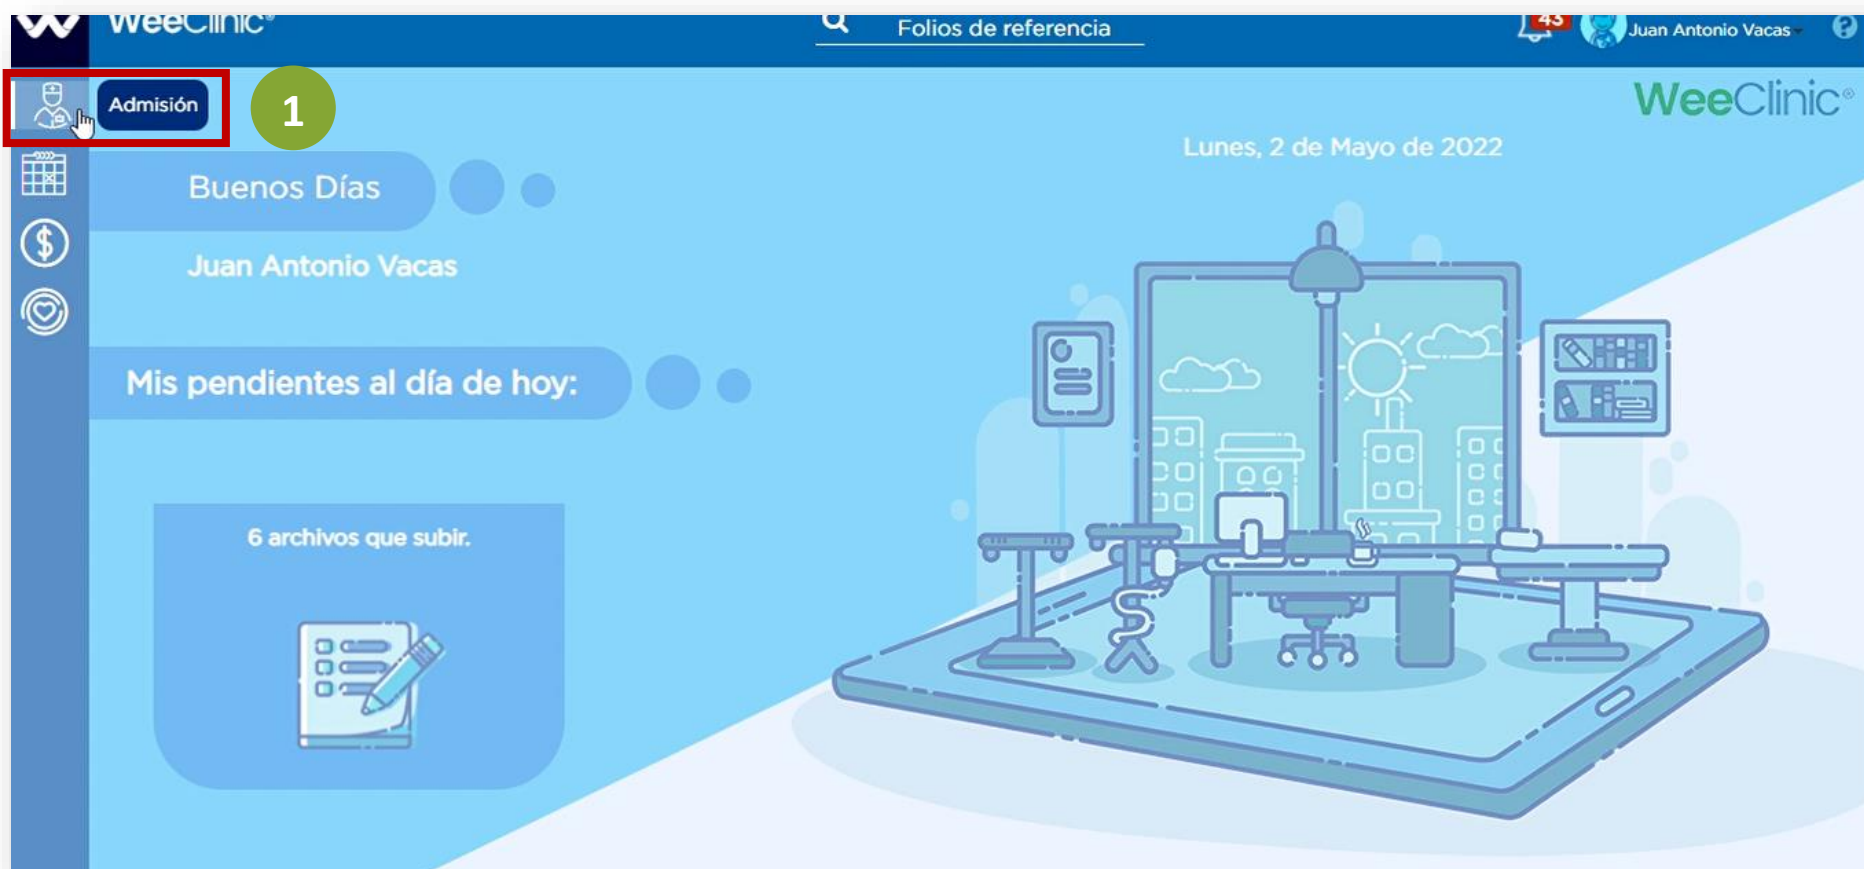 WeeClinic®
Folios de referencia
43
Juan Antonio Vacas
?
Admisión
1
WeeClinic®
Lunes, 2 de Mayo de 2022
Buenos Días
Juan Antonio Vacas
Mis pendientes al día de hoy:
6 archivos que subir.